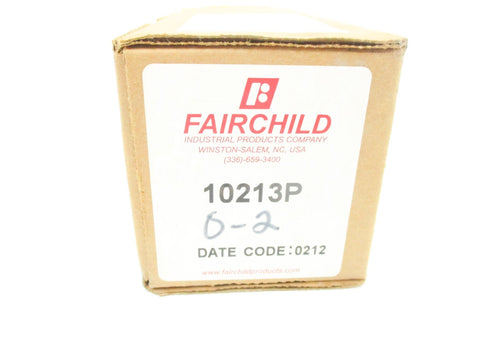 FAIRCHILD
INDUSTRIAL PRODUCTS COMPANY
WINSTON-SALEM, NC, USA
(336)-659-3400
10213P
0-2
DATE CODE:0212
www.fairchildproducts.com